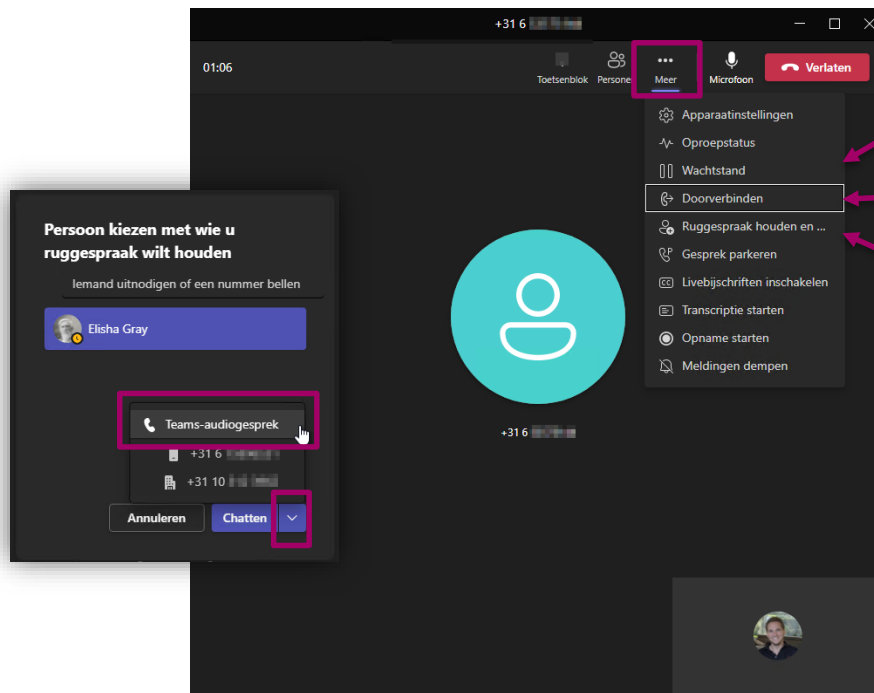 +31 6
01:06
Toetsenblok
Persone
Meer
Microfoon
Verlaten
Apparaatinstellingen
Oproepstatus
Wachtstand
Doorverbinden
Ruggespraak houden en ...
Gesprek parkeren
CC Livebijschriften inschakelen
Transcriptie starten
Opname starten
Meldingen dempen
+31 6
Persoon kiezen met wie u
ruggespraak wilt houden
Iemand uitnodigen of een nummer bellen
Elisha Gray
Teams-audiogesprek
+31 6
+31 10
Annuleren
Chatten